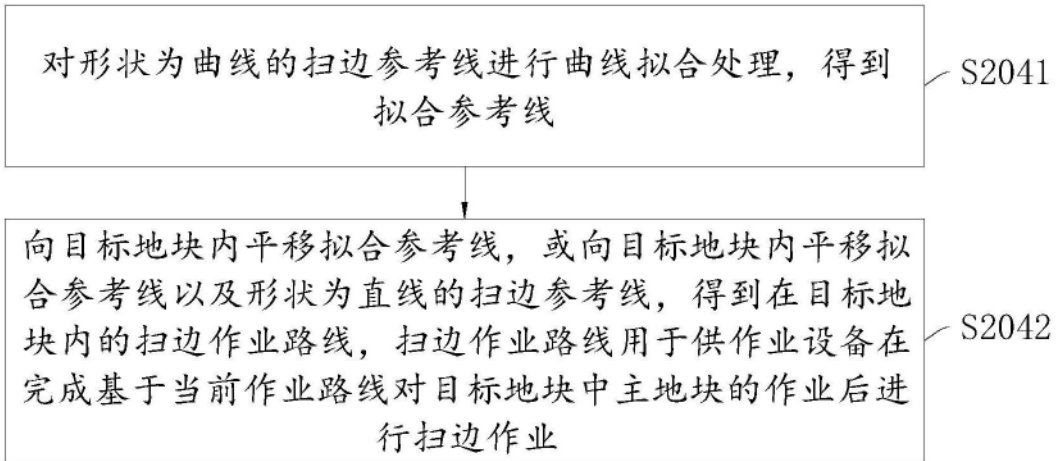 对形状为曲线的扫边参考线进行曲线拟合处理，得到
拟合参考线
S2041
向目标地块内平移拟合参考线，或向目标地块内平移拟
合参考线以及形状为直线的扫边参考线，得到在目标地
块内的扫边作业路线，扫边作业路线用于供作业设备在
完成基于当前作业路线对目标地块中主地块的作业后进
行扫边作业
S2042